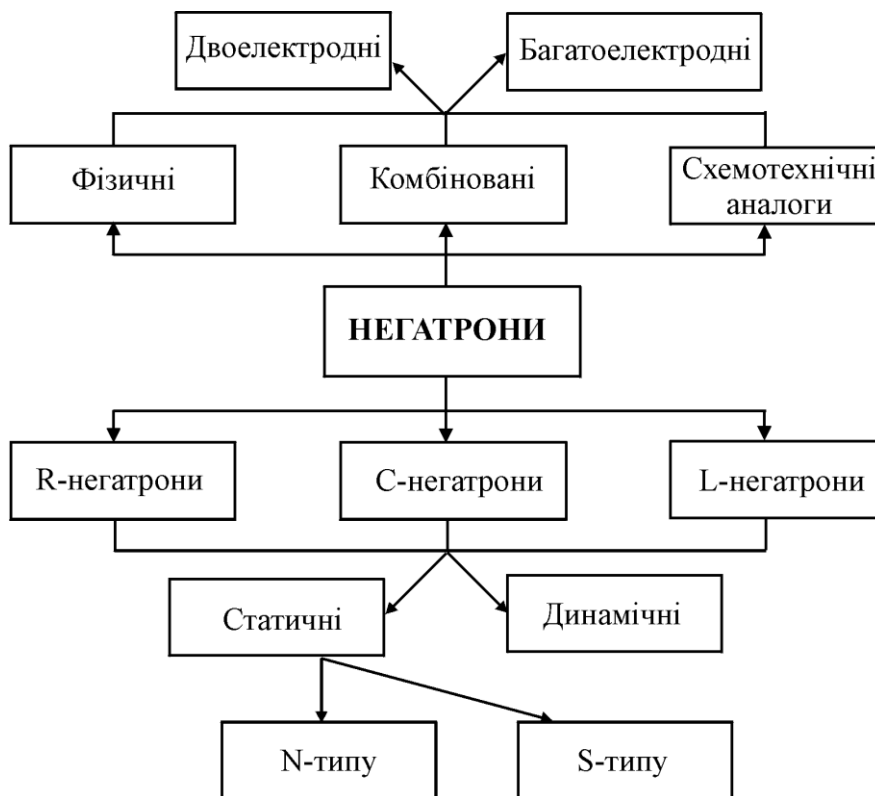 Двоелектродні
Багатоелектродні
Фізичні
Комбіновані
Схемотехнічні
аналоги
НЕГАТРОНИ
R-негатрони
С-негатрони
L-негатрони
Статичні
Динамічні
N-типу
S-типу